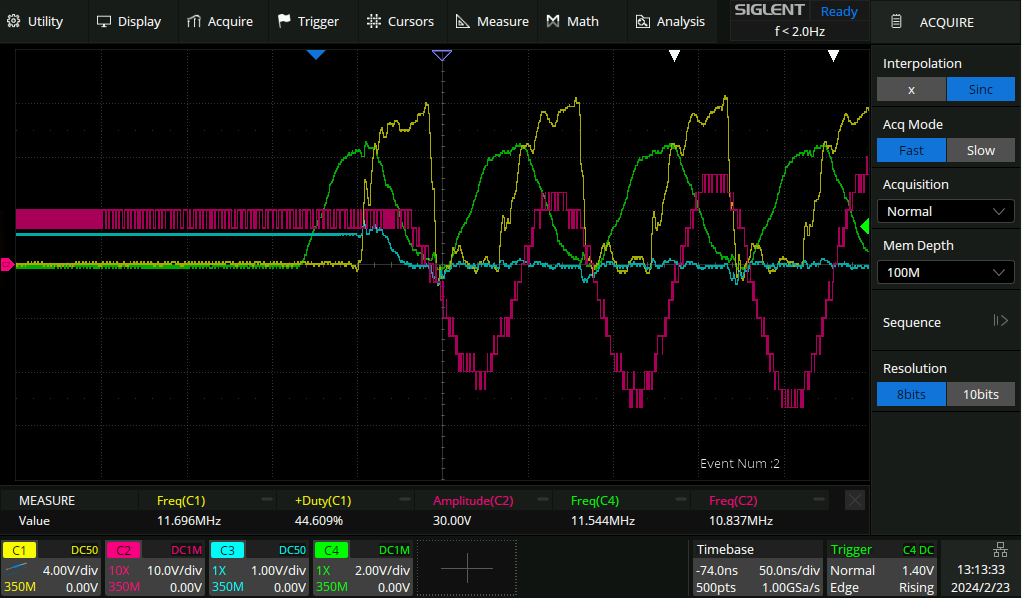 Utility Display Acquire Trigger Cursors Measure Math Analysis SIGLENT Ready
f < 2.0Hz
ACQUIRE
Interpolation
x Sinc
Acq Mode
Fast Slow
Acquisition
Normal
Mem Depth
100M
Sequence
Resolution
8bits 10bits
Event Num :2
MEASURE Freq(C1) +Duty(C1) Amplitude(C2) Freq(C4) Freq(C2)
Value 11.696MHz 44.609% 30.00V 11.544MHz 10.837MHz
C1 DC50
4.00V/div
350M 0.00V
C2 DC1M
10X 10.0V/div
350M 0.00V
C3 DC50
1X 1.00V/div
350M 0.00V
C4 DC1M
1X 2.00V/div
350M 0.00V
Timebase
-74.0ns 50.0ns/div
500pts 1.00GSa/s
Trigger C4 DC
Normal 1.40V
Edge Rising
13:13:33
2024/2/23